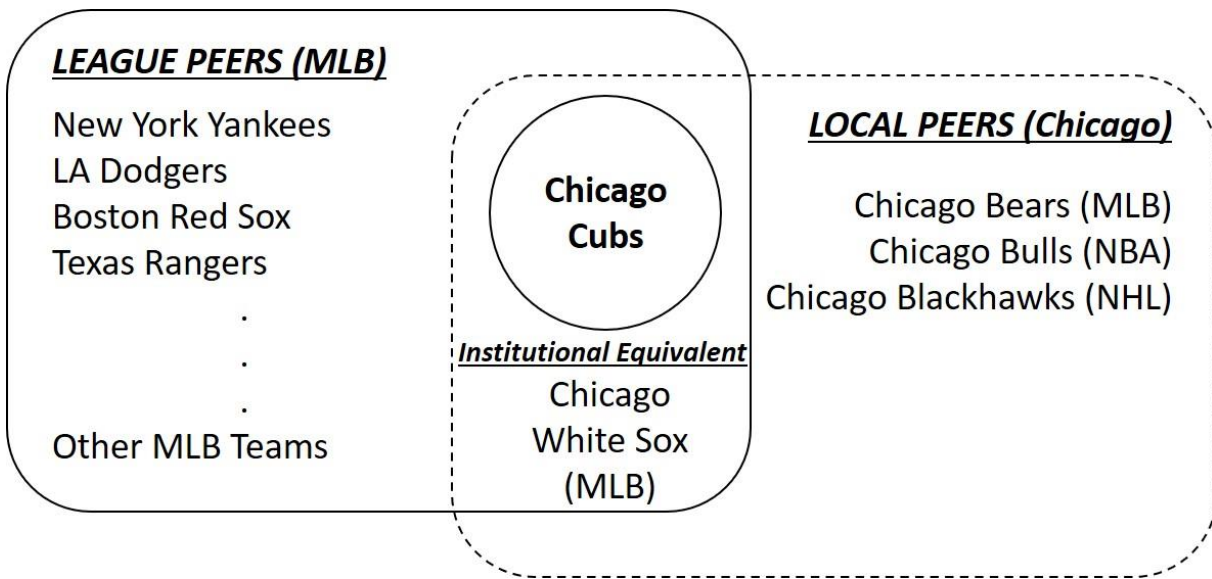 LEAGUE PEERS (MLB)
New York Yankees
LA Dodgers
Boston Red Sox
Texas Rangers
.
.
.
Other MLB Teams
Chicago
Cubs
Institutional Equivalent
Chicago
White Sox
(MLB)
LOCAL PEERS (Chicago)
Chicago Bears (MLB)
Chicago Bulls (NBA)
Chicago Blackhawks (NHL)